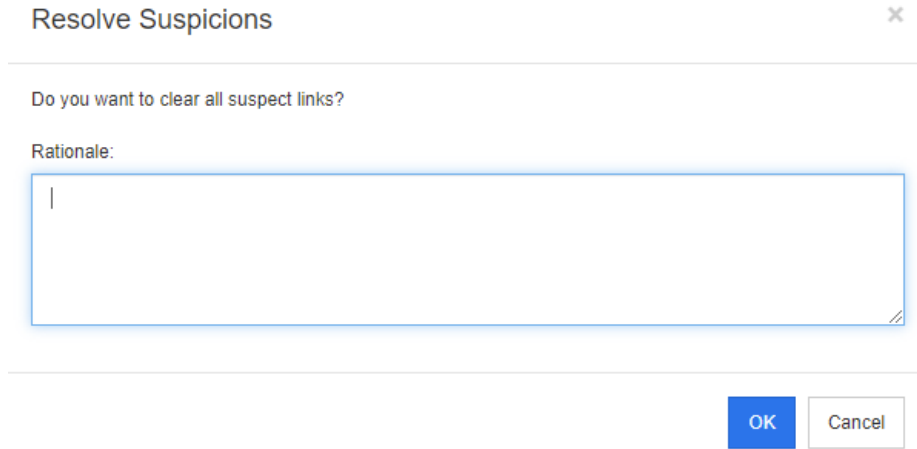 Resolve Suspicions ×
Do you want to clear all suspect links?
Rationale:
OK Cancel